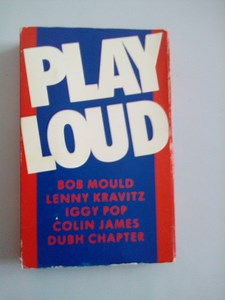 PLAY
LOUD
BOB MOULD
LENNY KRAVITZ
IGGY POP
COLIN JAMES
DUBH CHAPTER